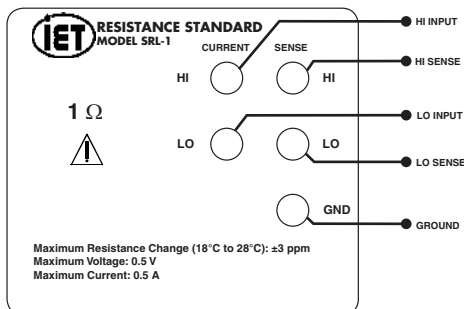 iET RESISTANCE STANDARD
MODEL SRL-1
CURRENT SENSE
HI HI
1 Ω
LO LO
GND
Maximum Resistance Change (18°C to 28°C): ±3 ppm
Maximum Voltage: 0.5 V
Maximum Current: 0.5 A
HI INPUT
HI SENSE
LO INPUT
LO SENSE
GROUND